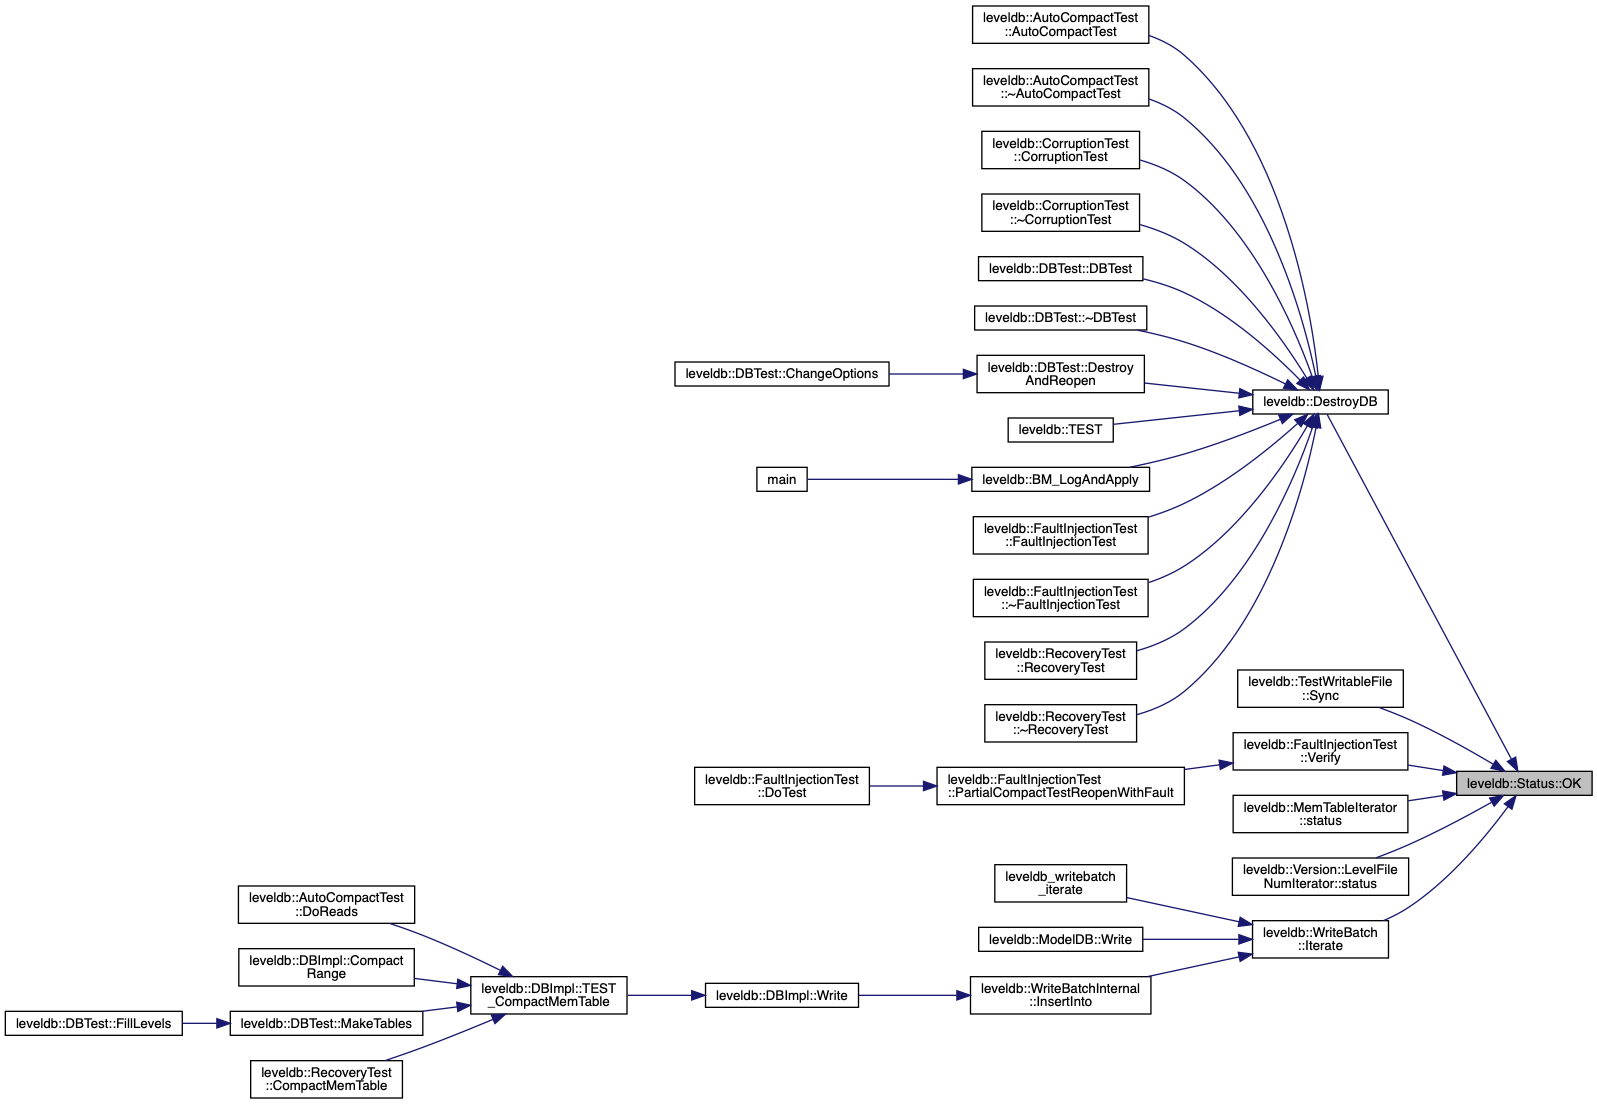 leveldb::AutoCompactTest
::AutoCompactTest
leveldb::AutoCompactTest
::~AutoCompactTest
leveldb::CorruptionTest
::CorruptionTest
leveldb::CorruptionTest
::~CorruptionTest
leveldb::DBTest::DBTest
leveldb::DBTest::~DBTest
leveldb::DBTest::ChangeOptions
leveldb::DBTest::Destroy
AndReopen
leveldb::DestroyDB
leveldb::TEST
main
leveldb::BM_LogAndApply
leveldb::FaultInjectionTest
::FaultInjectionTest
leveldb::FaultInjectionTest
::~FaultInjectionTest
leveldb::RecoveryTest
::RecoveryTest
leveldb::RecoveryTest
::~RecoveryTest
leveldb::TestWritableFile
::Sync
leveldb::FaultInjectionTest
::Verify
leveldb::FaultInjectionTest
::DoTest
leveldb::FaultInjectionTest
::PartialCompactTestReopenWithFault
leveldb::Status::OK
leveldb::MemTableIterator
::status
leveldb::Version::LevelFile
NumIterator::status
leveldb_writebatch
_iterate
leveldb::WriteBatch
::Iterate
leveldb::ModelDB::Write
leveldb::AutoCompactTest
::DoReads
leveldb::DBImpl::Compact
Range
leveldb::DBImpl::TEST
_CompactMemTable
leveldb::DBImpl::Write
leveldb::WriteBatchInternal
::InsertInto
leveldb::DBTest::FillLevels
leveldb::DBTest::MakeTables
leveldb::RecoveryTest
::CompactMemTable